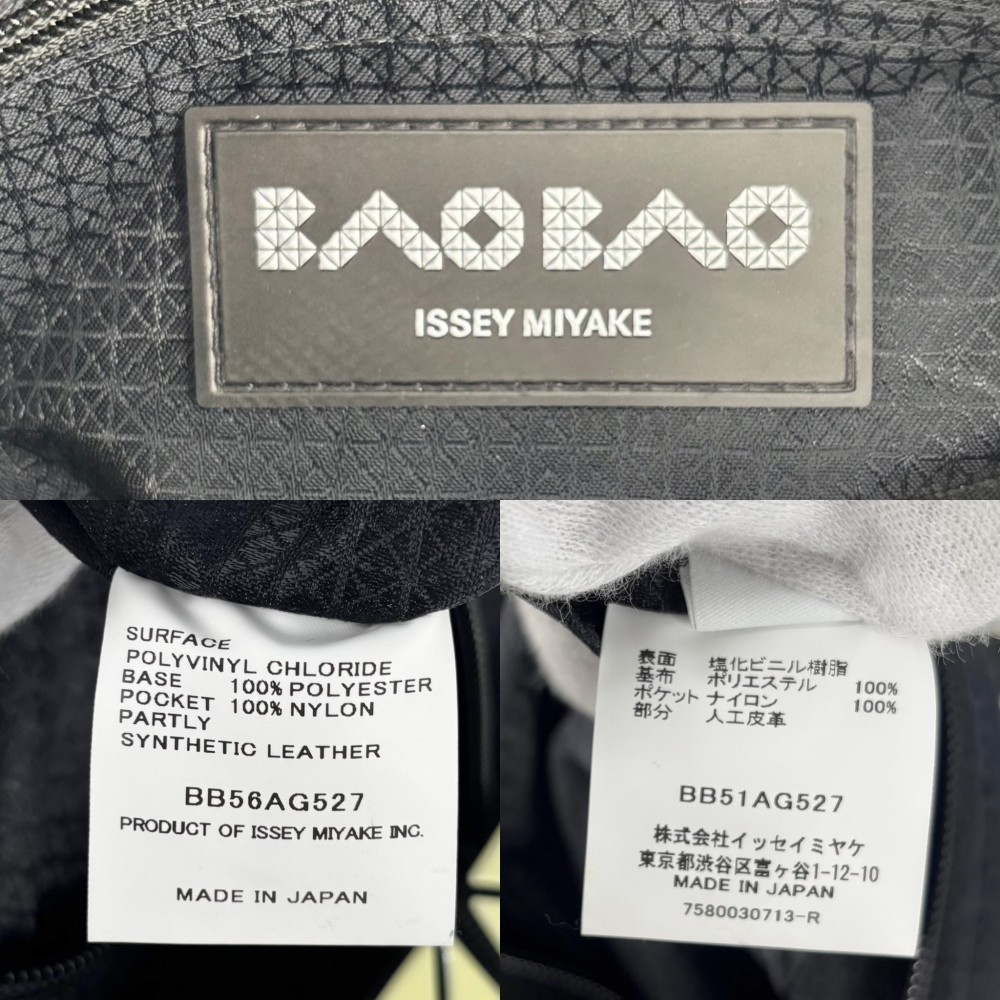 BAOBAO
ISSEY MIYAKE
SURFACE
POLYVINYL CHLORIDE
BASE 100% POLYESTER
POCKET 100% NYLON
PARTLY
SYNTHETIC LEATHER
BB56AG527
PRODUCT OF ISSEY MIYAKE INC.
MADE IN JAPAN
表面 塩化ビニル樹脂
基布 ポリエステル 100%
ポケット ナイロン 100%
部分 人工皮革
BB51AG527
株式会社イッセイミヤケ
東京都渋谷区富ヶ谷1-12-10
MADE IN JAPAN
7580030713-R